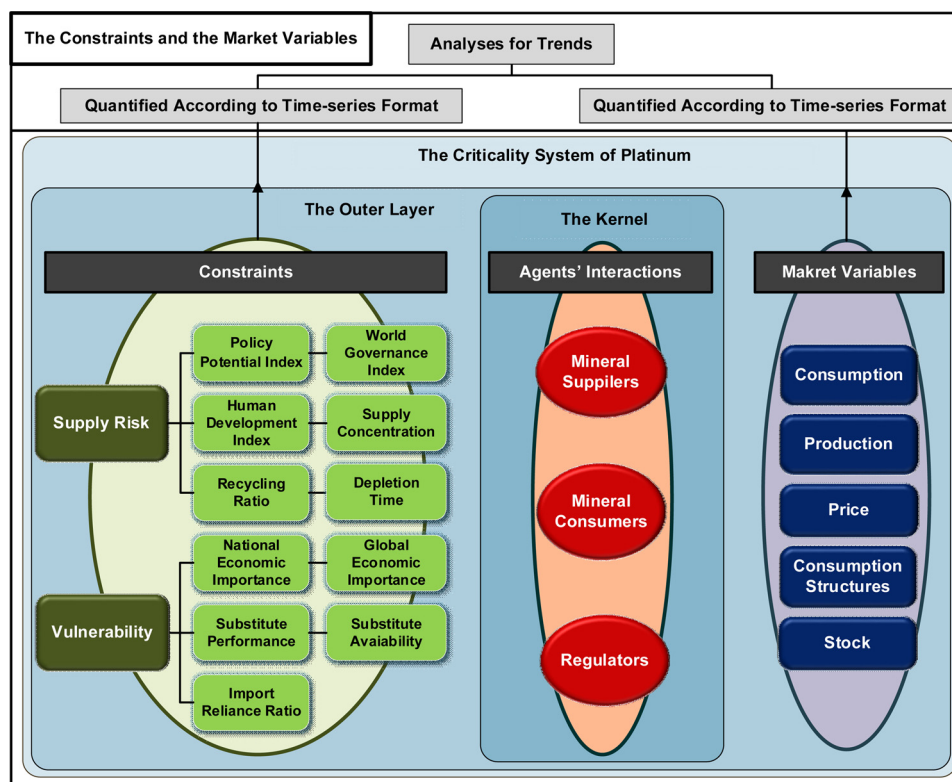 The Constraints and the Market Variables
Analyses for Trends
Quantified According to Time-series Format
Quantified According to Time-series Format
The Criticality System of Platinum
The Outer Layer
The Kernel
Constraints
Agents' Interactions
Makret Variables
Supply Risk
Policy
Potential Index
World
Governance
Index
Human
Development
Index
Supply
Concentration
Recycling
Ratio
Depletion
Time
Vulnerability
National
Economic
Importance
Global
Economic
Importance
Substitute
Performance
Substitute
Avaiability
Import
Reliance Ratio
Mineral
Suppilers
Mineral
Consumers
Regulators
Consumption
Production
Price
Consumption
Structures
Stock